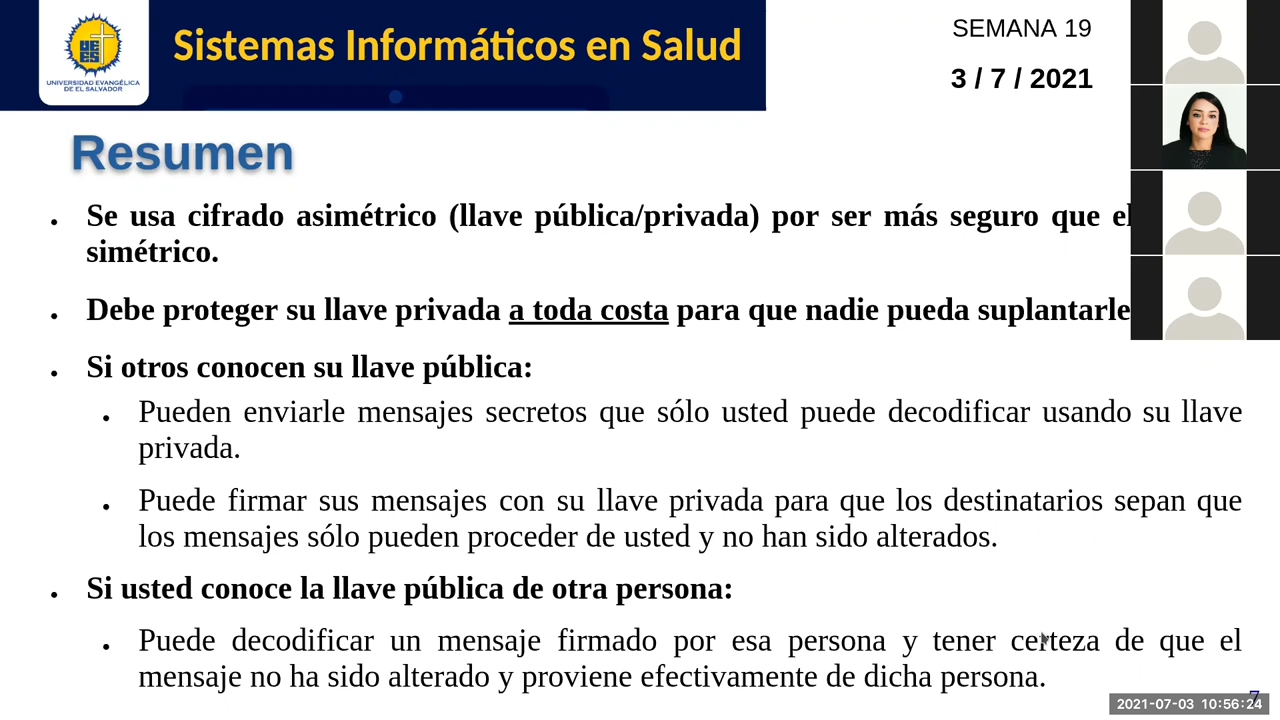 UNIVERSIDAD EVANGÉLICA
DE EL SALVADOR
Sistemas Informáticos en Salud
SEMANA 19
3 / 7 / 2021
Resumen
• Se usa cifrado asimétrico (llave pública/privada) por ser más seguro que el
simétrico.
• Debe proteger su llave privada a toda costa para que nadie pueda suplantarle
• Si otros conocen su llave pública:
• Pueden enviarle mensajes secretos que sólo usted puede decodificar usando su llave
privada.
• Puede firmar sus mensajes con su llave privada para que los destinatarios sepan que
los mensajes sólo pueden proceder de usted y no han sido alterados.
• Si usted conoce la llave pública de otra persona:
• Puede decodificar un mensaje firmado por esa persona y tener certeza de que el
mensaje no ha sido alterado y proviene efectivamente de dicha persona.
7
2021-07-03 10:56:24